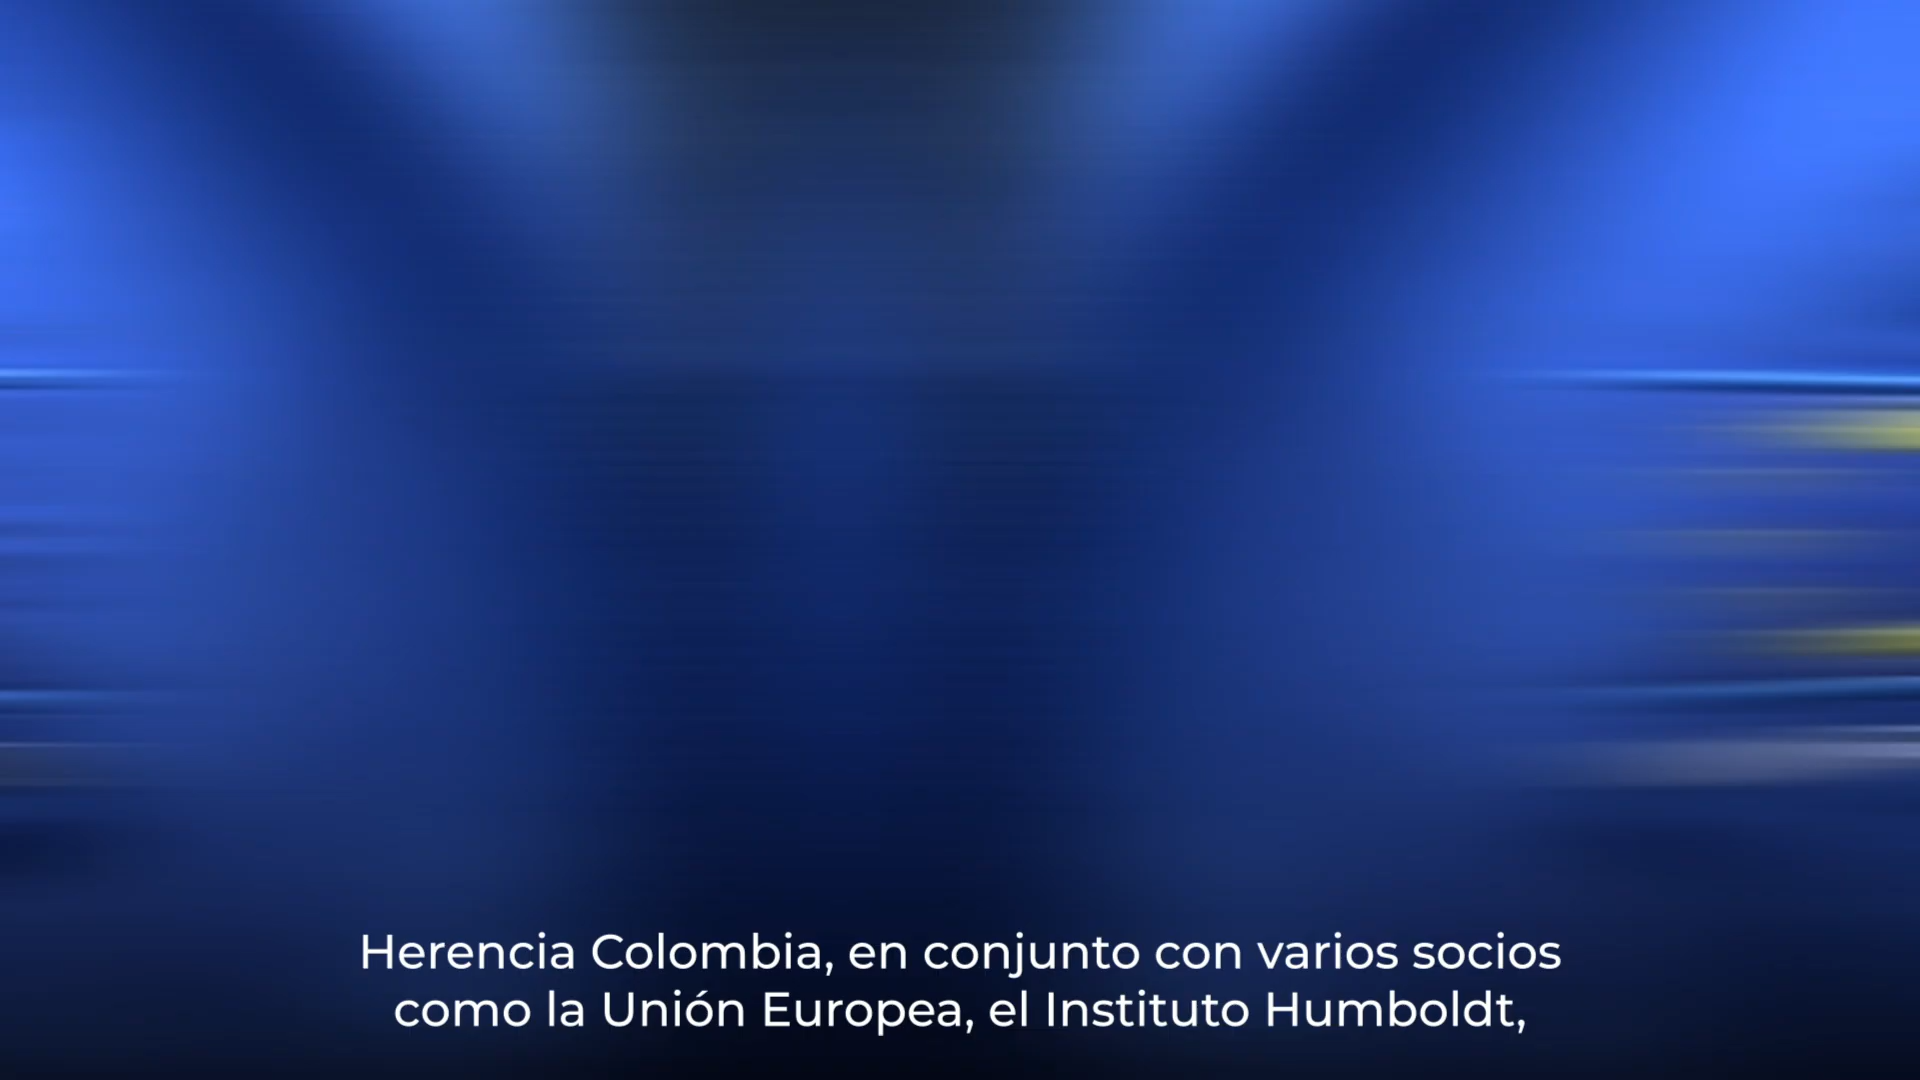 Herencia Colombia, en conjunto con varios socios
como la Unión Europea, el Instituto Humboldt,